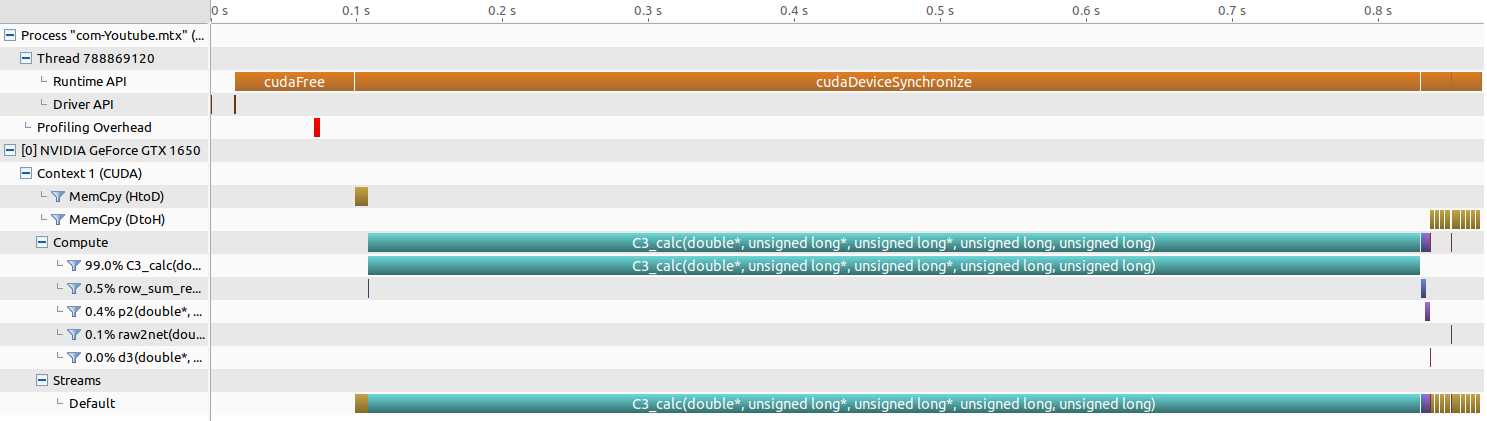 0 s 0.1 s 0.2 s 0.3 s 0.4 s 0.5 s 0.6 s 0.7 s 0.8 s
Process "com-Youtube.mtx" (...
Thread 788869120
Runtime API cudaFree cudaDeviceSynchronize
Driver API
Profiling Overhead
[0] NVIDIA GeForce GTX 1650
Context 1 (CUDA)
MemCpy (HtoD)
MemCpy (DtoH)
Compute C3_calc(double*, unsigned long*, unsigned long*, unsigned long, unsigned long)
99.0% C3_calc(do... C3_calc(double*, unsigned long*, unsigned long*, unsigned long, unsigned long)
0.5% row_sum_re...
0.4% p2(double*, ...
0.1% raw2net(dou...
0.0% d3(double*, ...
Streams
Default C3_calc(double*, unsigned long*, unsigned long*, unsigned long, unsigned long)